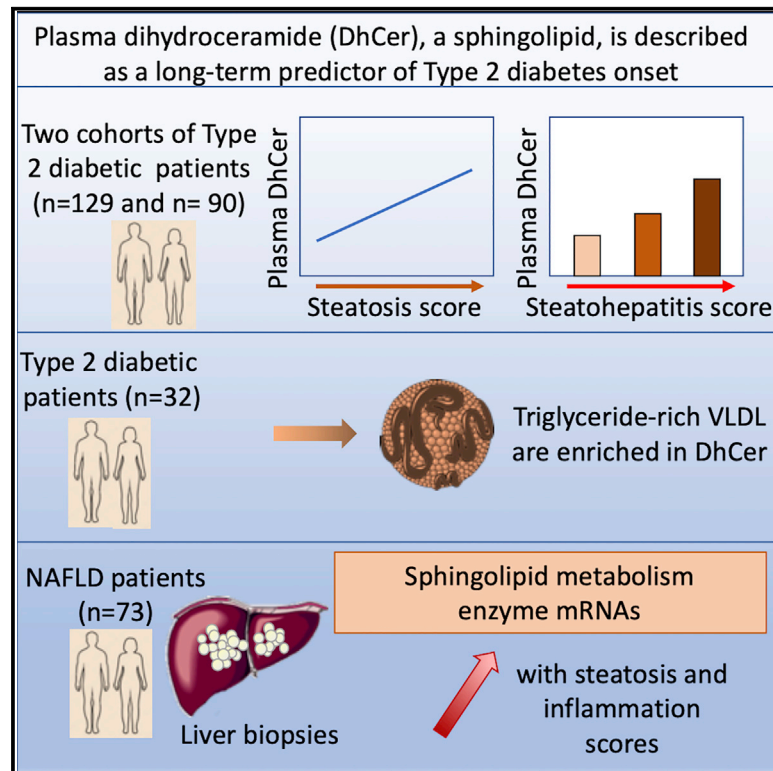 Plasma dihydroceramide (DhCer), a sphingolipid, is described
as a long-term predictor of Type 2 diabetes onset
Two cohorts of Type
2 diabetic patients
(n=129 and n= 90)
Plasma DhCer
Steatosis score
Plasma DhCer
Steatohepatitis score
Type 2 diabetic
patients (n=32)
Triglyceride-rich VLDL
are enriched in DhCer
NAFLD patients
(n=73)
Liver biopsies
Sphingolipid metabolism
enzyme mRNAs
with steatosis and
inflammation
scores